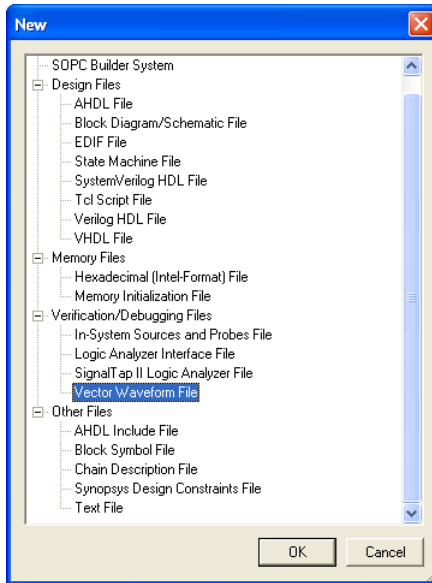 New
SOPC Builder System
Design Files
AHDL File
Block Diagram/Schematic File
EDIF File
State Machine File
SystemVerilog HDL File
Tcl Script File
Verilog HDL File
VHDL File
Memory Files
Hexadecimal (Intel-Format) File
Memory Initialization File
Verification/Debugging Files
In-System Sources and Probes File
Logic Analyzer Interface File
SignalTap II Logic Analyzer File
Vector Waveform File
Other Files
AHDL Include File
Block Symbol File
Chain Description File
Synopsys Design Constraints File
Text File
OK Cancel